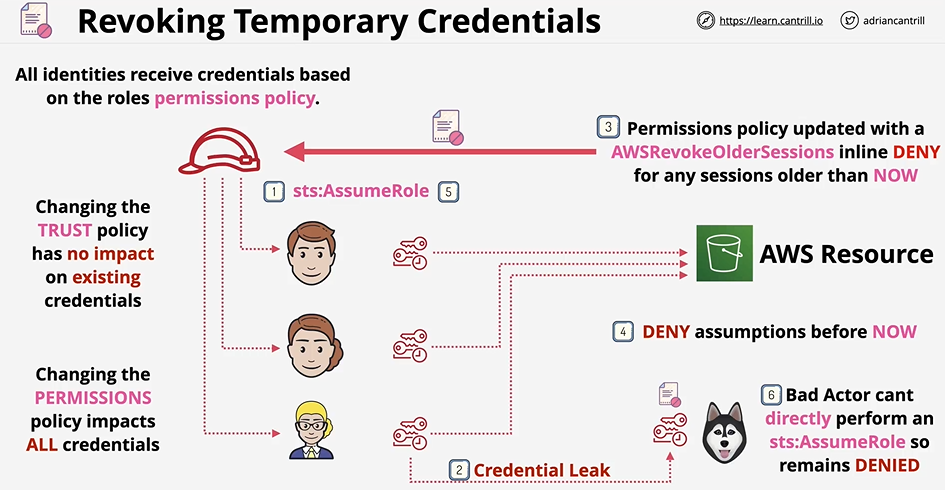 Revoking Temporary Credentials
https://learn.cantrill.io
adriancantrill
All identities receive credentials based
on the roles permissions policy.
3
Permissions policy updated with a
AWSRevokeOlderSessions inline DENY
for any sessions older than NOW
1
sts:AssumeRole
5
Changing the
TRUST policy
has no impact
on existing
credentials
AWS Resource
4
DENY assumptions before NOW
Changing the
PERMISSIONS
policy impacts
ALL credentials
6
Bad Actor cant
directly perform an
sts:AssumeRole so
remains DENIED
2
Credential Leak